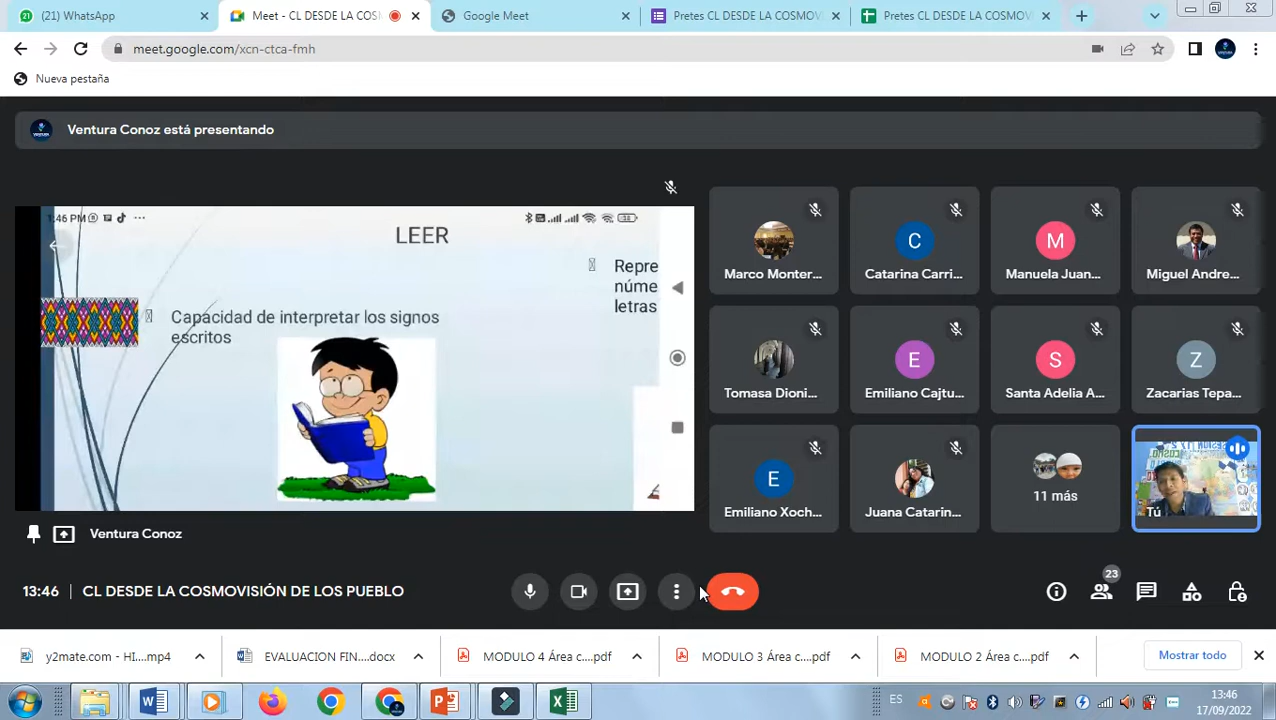 (21) WhatsApp
Meet - CL DESDE LA COS
Google Meet
Pretes CL DESDE LA COSMOVI
Pretes CL DESDE LA COSMOVI
meet.google.com/xcn-ctca-fmh
Nueva pestaña
Ventura Conoz está presentando
1:46 PM
LEER
Repre
núme
letras
Capacidad de interpretar los signos
escritos
Marco Monter...
Catarina Carri...
Manuela Juan...
Miguel Andre...
Tomasa Dioni...
E
Emiliano Cajtu...
S
Santa Adelia A...
Z
Zacarias Tepa...
C
M
E
Emiliano Xoch...
Juana Catarin...
11 más
Tú
Ventura Conoz
13:46 | CL DESDE LA COSMOVISIÓN DE LOS PUEBLO
23
y2mate.com - HI....mp4
EVALUACION FIN....docx
MODULO 4 Área c....pdf
MODULO 3 Área c....pdf
MODULO 2 Área c....pdf
Mostrar todo
ES
13:46
17/09/2022